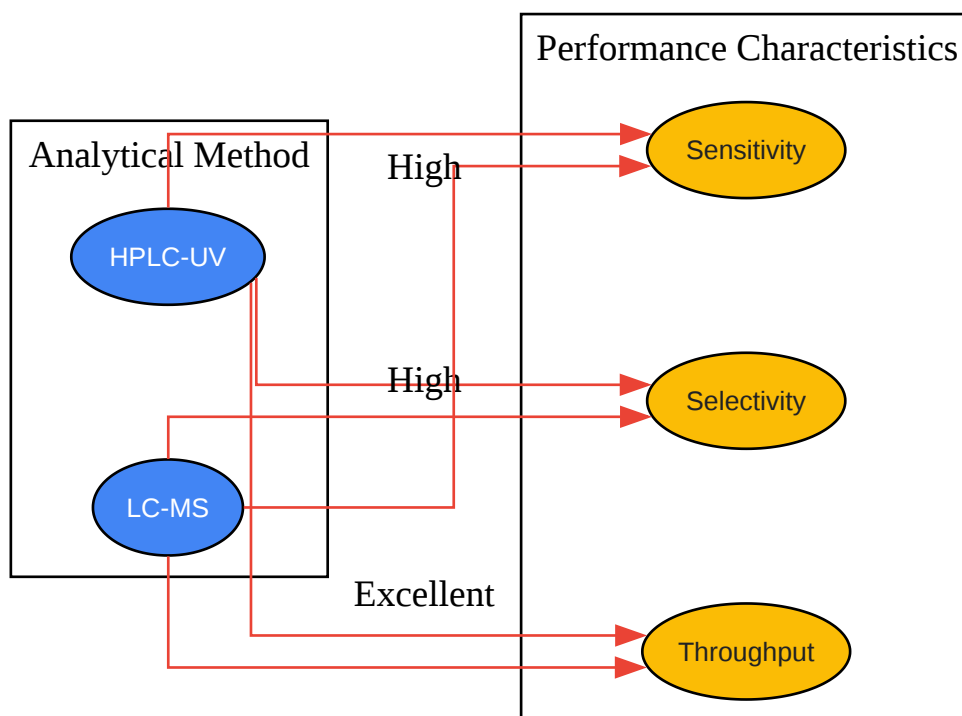 Performance Characteristics
Analytical Method
Sensitivity
High
HPLC-UV
High
Selectivity
LC-MS
Excellent
Throughput